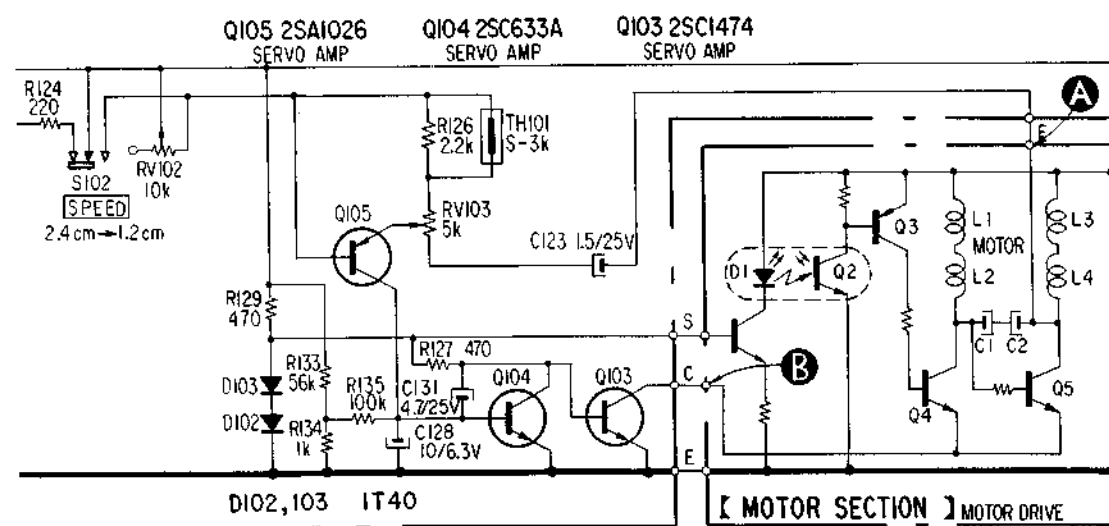 Q105 2SA1026
SERVO AMP
Q104 2SC633A
SERVO AMP
Q103 2SC1474
SERVO AMP
R124
220
S102
SPEED
2.4cm→1.2cm
RV102
10k
R126
2.2k
TH101
S-3k
A
F
Q105
RV103
5k
C123 1.5/25V
D1
Q2
Q3
L1
MOTOR
L2
L3
L4
R129
470
S
R127 470
C1
C2
D103
R133
56k
R135
100k
C131
4.7/25V
Q104
Q103
C
B
Q4
Q5
D102
R134
1k
C128
10/6.3V
E
D102,103 1T40
[ MOTOR SECTION ] MOTOR DRIVE